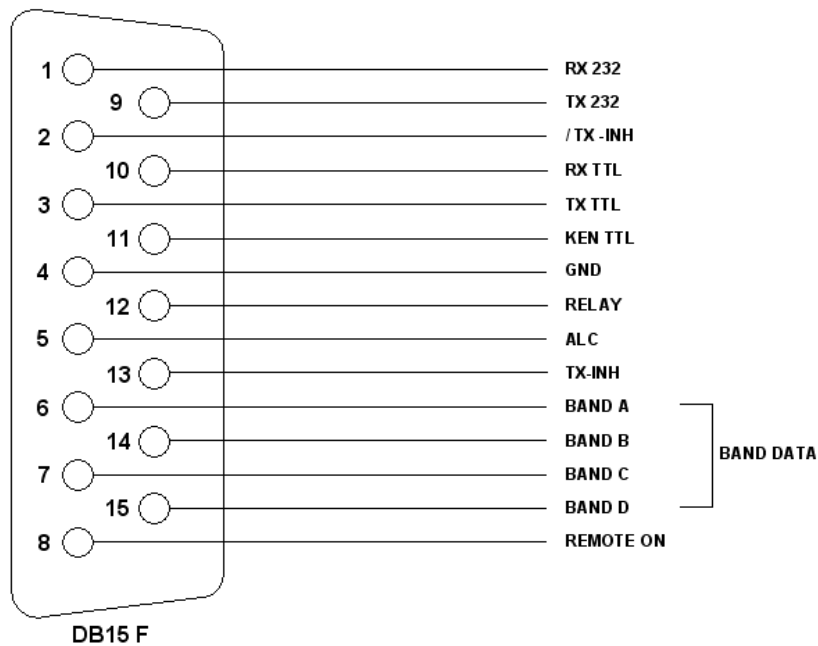 1 RX 232
9 TX 232
2 / TX -INH
10 RX TTL
3 TX TTL
11 KEN TTL
4 GND
12 RELAY
5 ALC
13 TX-INH
6 BAND A
14 BAND B
BAND DATA
7 BAND C
15 BAND D
8 REMOTE ON
DB15 F